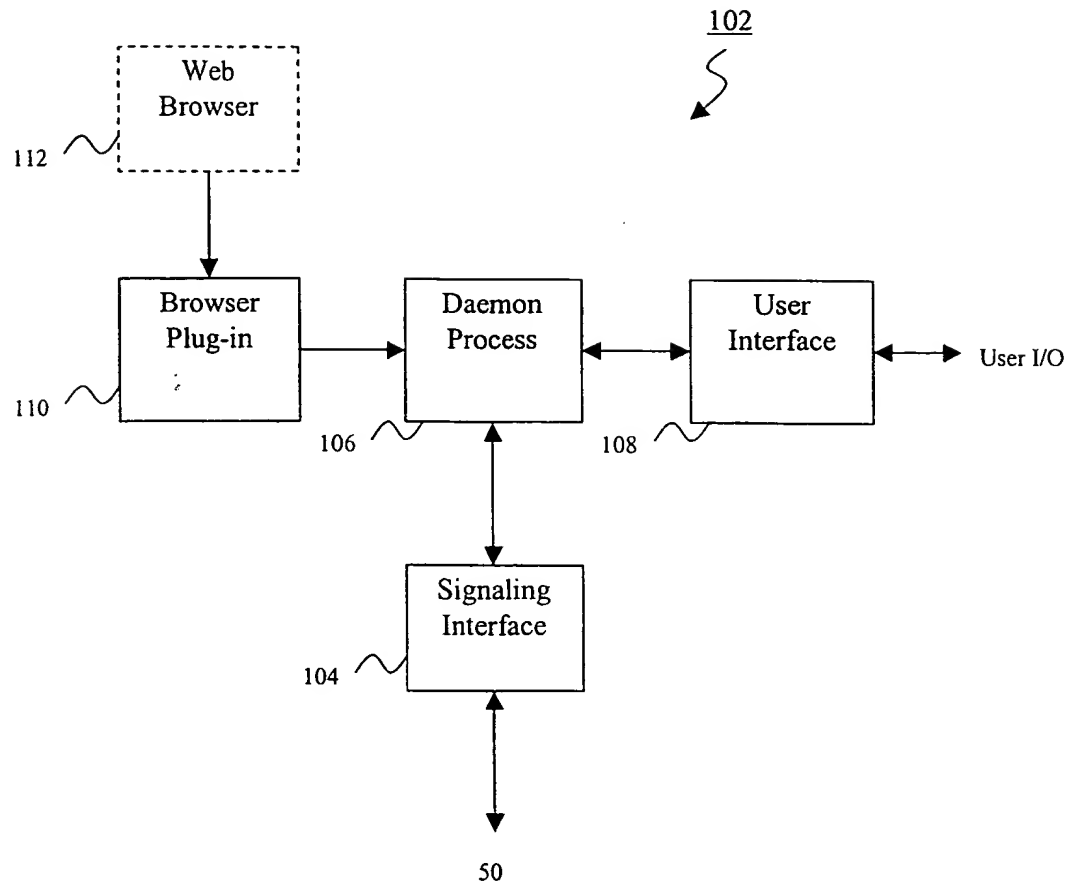 102
Web
Browser
112
Browser
Plug-in
110
Daemon
Process
106
User
Interface
108
User I/O
Signaling
Interface
104
50